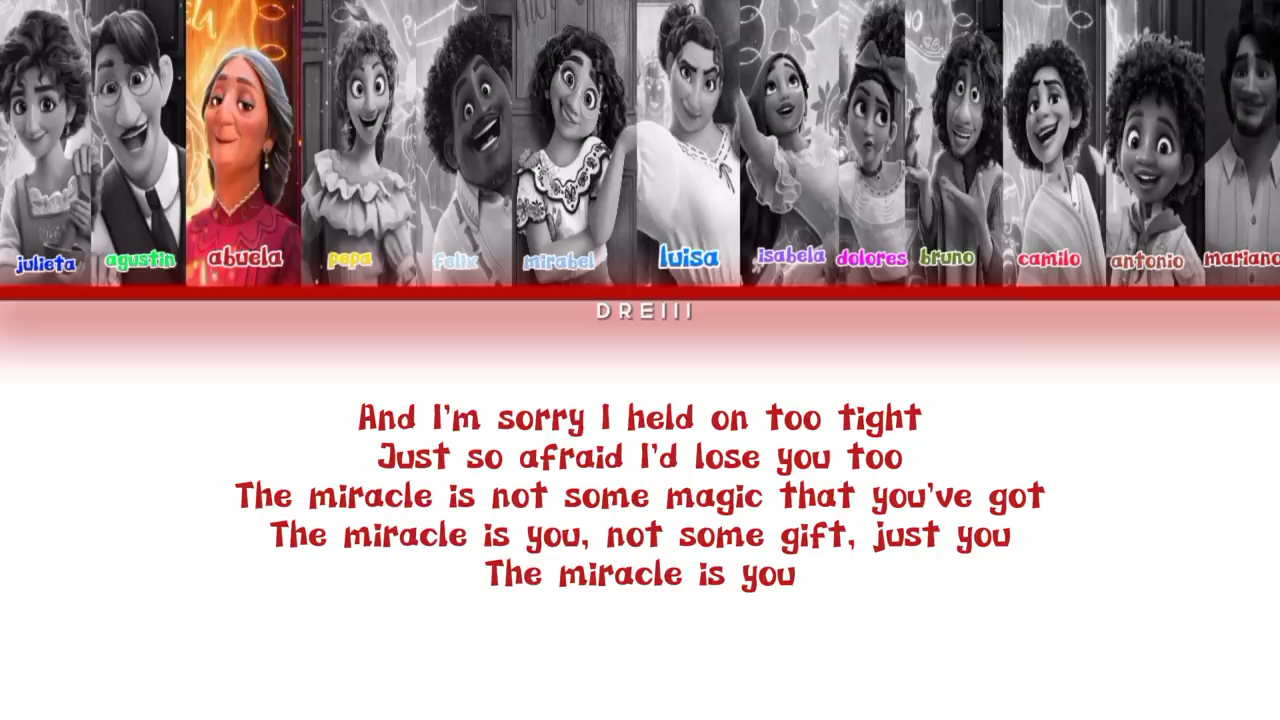 julieta agustin abuela pepa felix mirabel luisa isabela dolores bruno camilo antonio mariano
DREIII
And I'm sorry I held on too tight
Just so afraid I'd lose you too
The miracle is not some magic that you've got
The miracle is you, not some gift, just you
The miracle is you